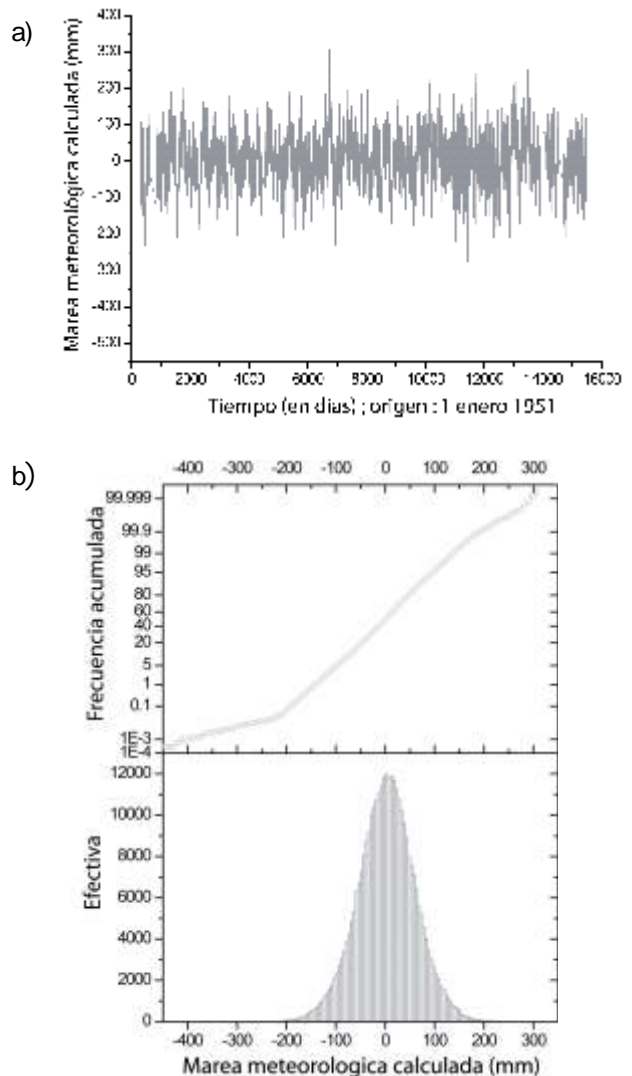 a)
Marea meteorológica calculada (mm)
400
300
200
100
0
-100
200
300
-400
-500
0 2000 4000 6000 8000 10000 12000 14000 16000
Tiempo (en días) ; origen : 1 enero 1951
b)
-400 -300 -200 -100 0 100 200 300
Frecuencia acumulada
99.999
99.9
99
95
80
60
40
20
5
1
0.1
1E-3
1E-4
Efectiva
12000
10000
8000
6000
4000
2000
0
-400 -300 -200 -100 0 100 200 300
Marea meteorologica calculada (mm)